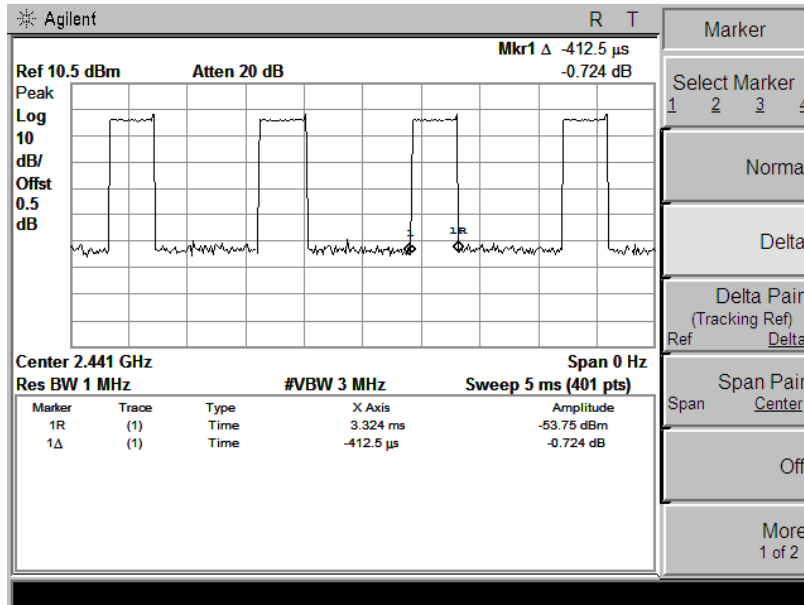 Agilent R T
Mkr1 Δ -412.5 µs
Ref 10.5 dBm Atten 20 dB -0.724 dB
Peak
Log
10
dB/
Offst
0.5
dB
1 1R
Center 2.441 GHz Span 0 Hz
Res BW 1 MHz #VBW 3 MHz Sweep 5 ms (401 pts)
Marker Trace Type X Axis Amplitude
1R (1) Time 3.324 ms -53.75 dBm
1Δ (1) Time -412.5 µs -0.724 dB
Marker
Select Marker
1 2 3 4
Norma
Delta
Delta Pair
(Tracking Ref)
Ref Delta
Span Pair
Span Center
Off
More
1 of 2